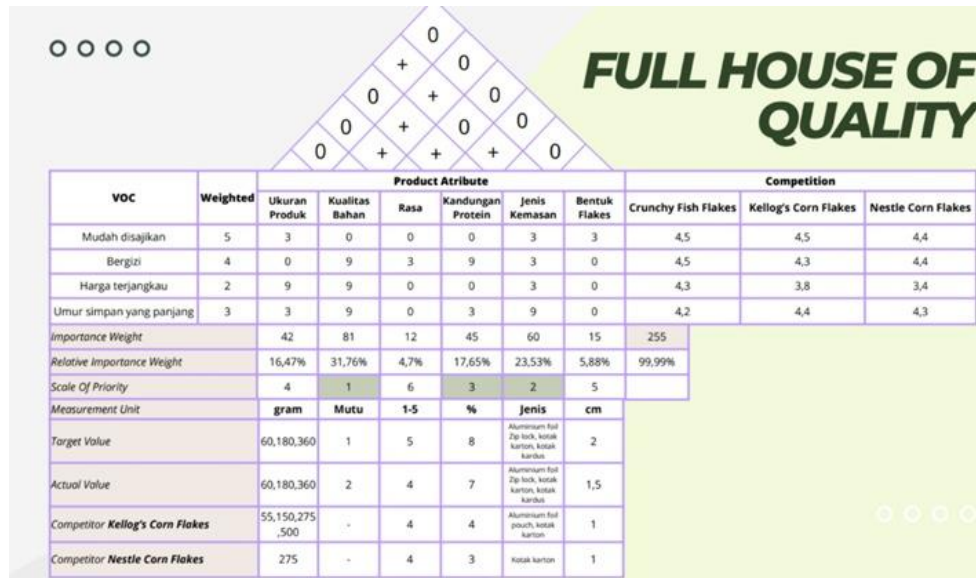 FULL HOUSE OF
QUALITY
0
+ 0
0 + 0
0 + 0 0
0 + + + 0
VOC Weighted Product Atribute Competition
Ukuran Produk Kualitas Bahan Rasa Kandungan Protein Jenis Kemasan Bentuk Flakes Crunchy Fish Flakes Kellog's Corn Flakes Nestle Corn Flakes
Mudah disajikan 5 3 0 0 0 3 3 4,5 4,5 4,4
Bergizi 4 0 9 3 9 3 0 4,5 4,3 4,4
Harga terjangkau 2 9 9 0 0 3 0 4,3 3,8 3,4
Umur simpan yang panjang 3 3 9 0 3 9 0 4,2 4,4 4,3
Importance Weight 42 81 12 45 60 15 255
Relative Importance Weight 16,47% 31,76% 4,7% 17,65% 23,53% 5,88% 99,99%
Scale Of Priority 4 1 6 3 2 5
Measurement Unit gram Mutu 1-5 % Jenis cm
Target Value 60,180,360 1 5 8 Aluminium foil Zip lock, kotak karton, kotak kardus 2
Actual Value 60,180,360 2 4 7 Aluminium foil Zip lock, kotak karton, kotak kardus 1,5
Competitor Kellog's Corn Flakes 55,150,275,500 - 4 4 Aluminium foil pouch, kotak karton 1
Competitor Nestle Corn Flakes 275 - 4 3 Kotak karton 1